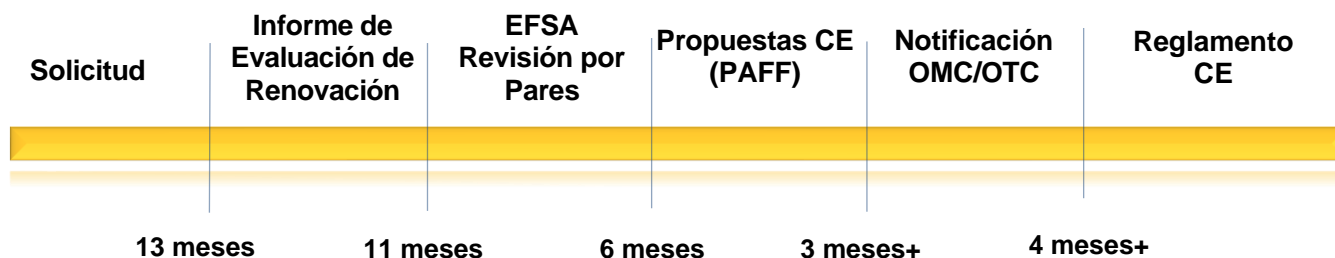 Solicitud
Informe de
Evaluación de
Renovación
EFSA
Revisión por
Pares
Propuestas CE
(PAFF)
Notificación
OMC/OTC
Reglamento
CE
13 meses
11 meses
6 meses
3 meses+
4 meses+